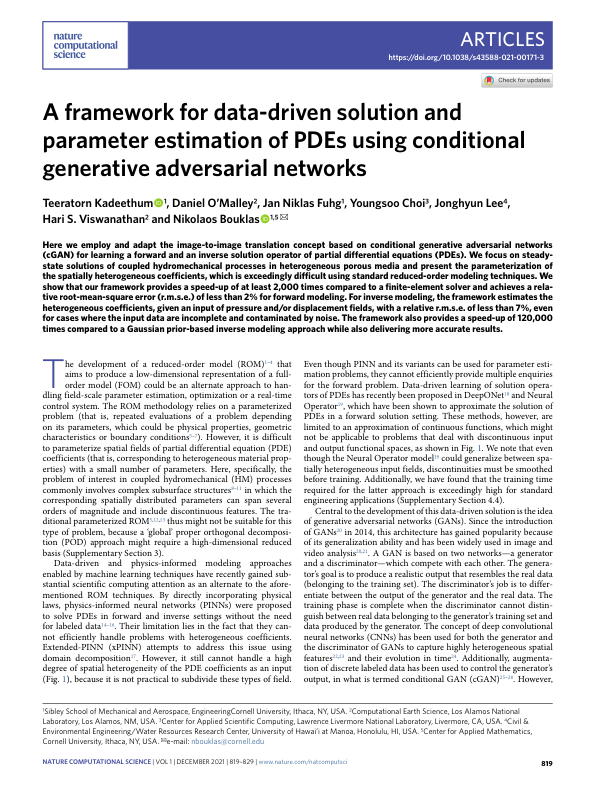 nature
computational
science
ARTICLES
https://doi.org/10.1038/s43588-021-00171-3
Check for updates
A framework for data-driven solution and
parameter estimation of PDEs using conditional
generative adversarial networks
Teeratorn Kadeethum 1, Daniel O'Malley2, Jan Niklas Fuhg1, Youngsoo Choi3, Jonghyun Lee4,
Hari S. Viswanathan2 and Nikolaos Bouklas 1,5 ✉
Here we employ and adapt the image-to-image translation concept based on conditional generative adversarial networks
(cGAN) for learning a forward and an inverse solution operator of partial differential equations (PDEs). We focus on steady-
state solutions of coupled hydromechanical processes in heterogeneous porous media and present the parameterization of
the spatially heterogeneous coefficients, which is exceedingly difficult using standard reduced-order modeling techniques. We
show that our framework provides a speed-up of at least 2,000 times compared to a finite-element solver and achieves a rela-
tive root-mean-square error (r.m.s.e.) of less than 2% for forward modeling. For inverse modeling, the framework estimates the
heterogeneous coefficients, given an input of pressure and/or displacement fields, with a relative r.m.s.e. of less than 7%, even
for cases where the input data are incomplete and contaminated by noise. The framework also provides a speed-up of 120,000
times compared to a Gaussian prior-based inverse modeling approach while also delivering more accurate results.
The development of a reduced-order model (ROM)1–4 that
aims to produce a low-dimensional representation of a full-
order model (FOM) could be an alternate approach to han-
dling field-scale parameter estimation, optimization or a real-time
control system. The ROM methodology relies on a parameterized
problem (that is, repeated evaluations of a problem depending
on its parameters, which could be physical properties, geometric
characteristics or boundary conditions5–7). However, it is difficult
to parameterize spatial fields of partial differential equation (PDE)
coefficients (that is, corresponding to heterogeneous material prop-
erties) with a small number of parameters. Here, specifically, the
problem of interest in coupled hydromechanical (HM) processes
commonly involves complex subsurface structures8–11 in which the
corresponding spatially distributed parameters can span several
orders of magnitude and include discontinuous features. The tra-
ditional parameterized ROM5,12,13 thus might not be suitable for this
type of problem, because a 'global' proper orthogonal decomposi-
tion (POD) approach might require a high-dimensional reduced
basis (Supplementary Section 3).
Data-driven and physics-informed modeling approaches
enabled by machine learning techniques have recently gained sub-
stantial scientific computing attention as an alternate to the afore-
mentioned ROM techniques. By directly incorporating physical
laws, physics-informed neural networks (PINNs) were proposed
to solve PDEs in forward and inverse settings without the need
for labeled data14–16. Their limitation lies in the fact that they can-
not efficiently handle problems with heterogeneous coefficients.
Extended-PINN (xPINN) attempts to address this issue using
domain decomposition17. However, it still cannot handle a high
degree of spatial heterogeneity of the PDE coefficients as an input
(Fig. 1), because it is not practical to subdivide these types of field.
Even though PINN and its variants can be used for parameter esti-
mation problems, they cannot efficiently provide multiple enquiries
for the forward problem. Data-driven learning of solution opera-
tors of PDEs has recently been proposed in DeepONet18 and Neural
Operator19, which have been shown to approximate the solution of
PDEs in a forward solution setting. These methods, however, are
limited to an approximation of continuous functions, which might
not be applicable to problems that deal with discontinuous input
and output functional spaces, as shown in Fig. 1. We note that even
though the Neural Operator model19 could generalize between spa-
tially heterogeneous input fields, discontinuities must be smoothed
before training. Additionally, we have found that the training time
required for the latter approach is exceedingly high for standard
engineering applications (Supplementary Section 4.4).
Central to the development of this data-driven solution is the idea
of generative adversarial networks (GANs). Since the introduction
of GANs20 in 2014, this architecture has gained popularity because
of its generalization ability and has been widely used in image and
video analysis20,21. A GAN is based on two networks—a generator
and a discriminator—which compete with each other. The genera-
tor's goal is to produce a realistic output that resembles the real data
(belonging to the training set). The discriminator's job is to differ-
entiate between the output of the generator and the real data. The
training phase is complete when the discriminator cannot distin-
guish between real data belonging to the generator's training set and
data produced by the generator. The concept of deep convolutional
neural networks (CNNs) has been used for both the generator and
the discriminator of GANs to capture highly heterogeneous spatial
features22,23 and their evolution in time24. Additionally, augmenta-
tion of discrete labeled data has been used to control the generator's
output, in what is termed conditional GAN (cGAN)25–28. However,
1Sibley School of Mechanical and Aerospace, EngineeringCornell University, Ithaca, NY, USA. 2Computational Earth Science, Los Alamos National
Laboratory, Los Alamos, NM, USA. 3Center for Applied Scientific Computing, Lawrence Livermore National Laboratory, Livermore, CA, USA. 4Civil &
Environmental Engineering/Water Resources Research Center, University of Hawai'i at Manoa, Honolulu, HI, USA. 5Center for Applied Mathematics,
Cornell University, Ithaca, NY, USA. ✉e-mail: nbouklas@cornell.edu
NATURE COMPUTATIONAL SCIENCE | VOL 1 | DECEMBER 2021 | 819–829 | www.nature.com/natcomputsci
819